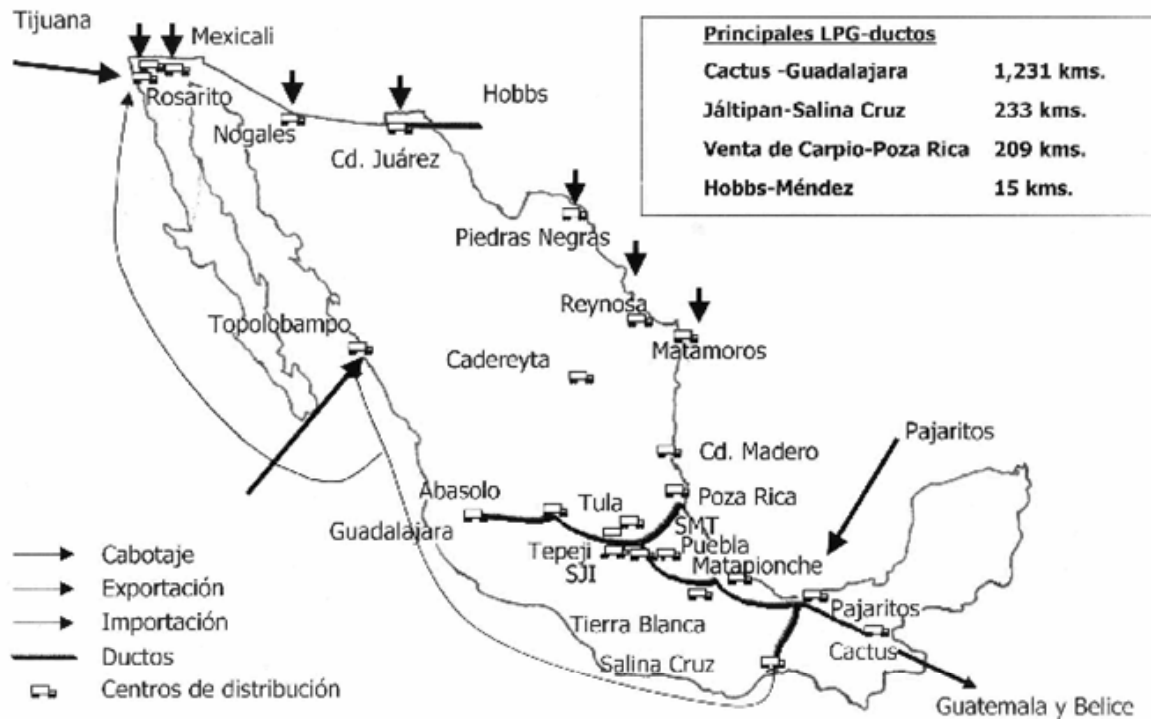 Tijuana
Mexicali
Rosarito
Nogales
Cd. Juárez
Hobbs
Principales LPG-ductos
Cactus -Guadalajara 1,231 kms.
Jáltipan-Salina Cruz 233 kms.
Venta de Carpio-Poza Rica 209 kms.
Hobbs-Méndez 15 kms.
Piedras Negras
Reynosa
Matamoros
Topolobampo
Cadereyta
Cd. Madero
Pajaritos
Abasolo
Guadalajara
Tula
Poza Rica
SMT
Tepeji
Puebla
SJI
Matapionche
Pajaritos
Tierra Blanca
Cactus
Salina Cruz
Guatemala y Belice
Cabotaje
Exportación
Importación
Ductos
Centros de distribución